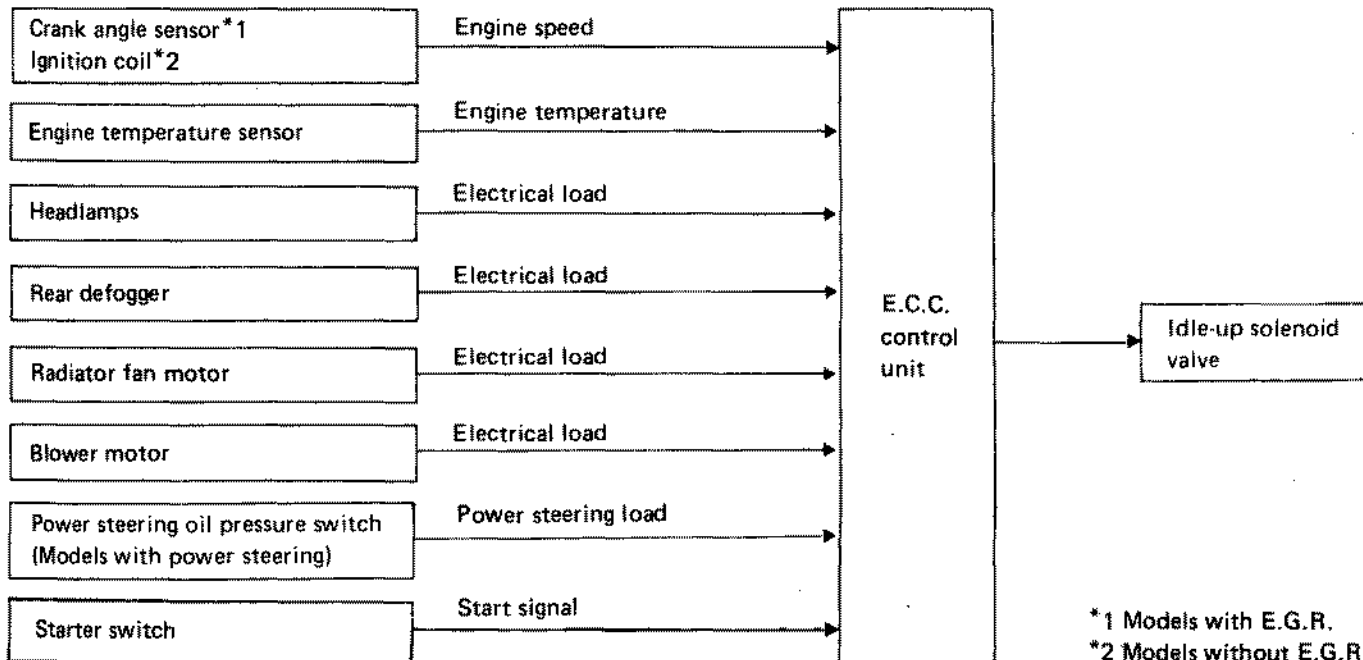 Crank angle sensor*1
Ignition coil*2
Engine speed
Engine temperature sensor
Engine temperature
Headlamps
Electrical load
Rear defogger
Electrical load
Radiator fan motor
Electrical load
Blower motor
Electrical load
Power steering oil pressure switch
(Models with power steering)
Power steering load
Starter switch
Start signal
E.C.C.
control
unit
Idle-up solenoid
valve
*1 Models with E.G.R.
*2 Models without E.G.R